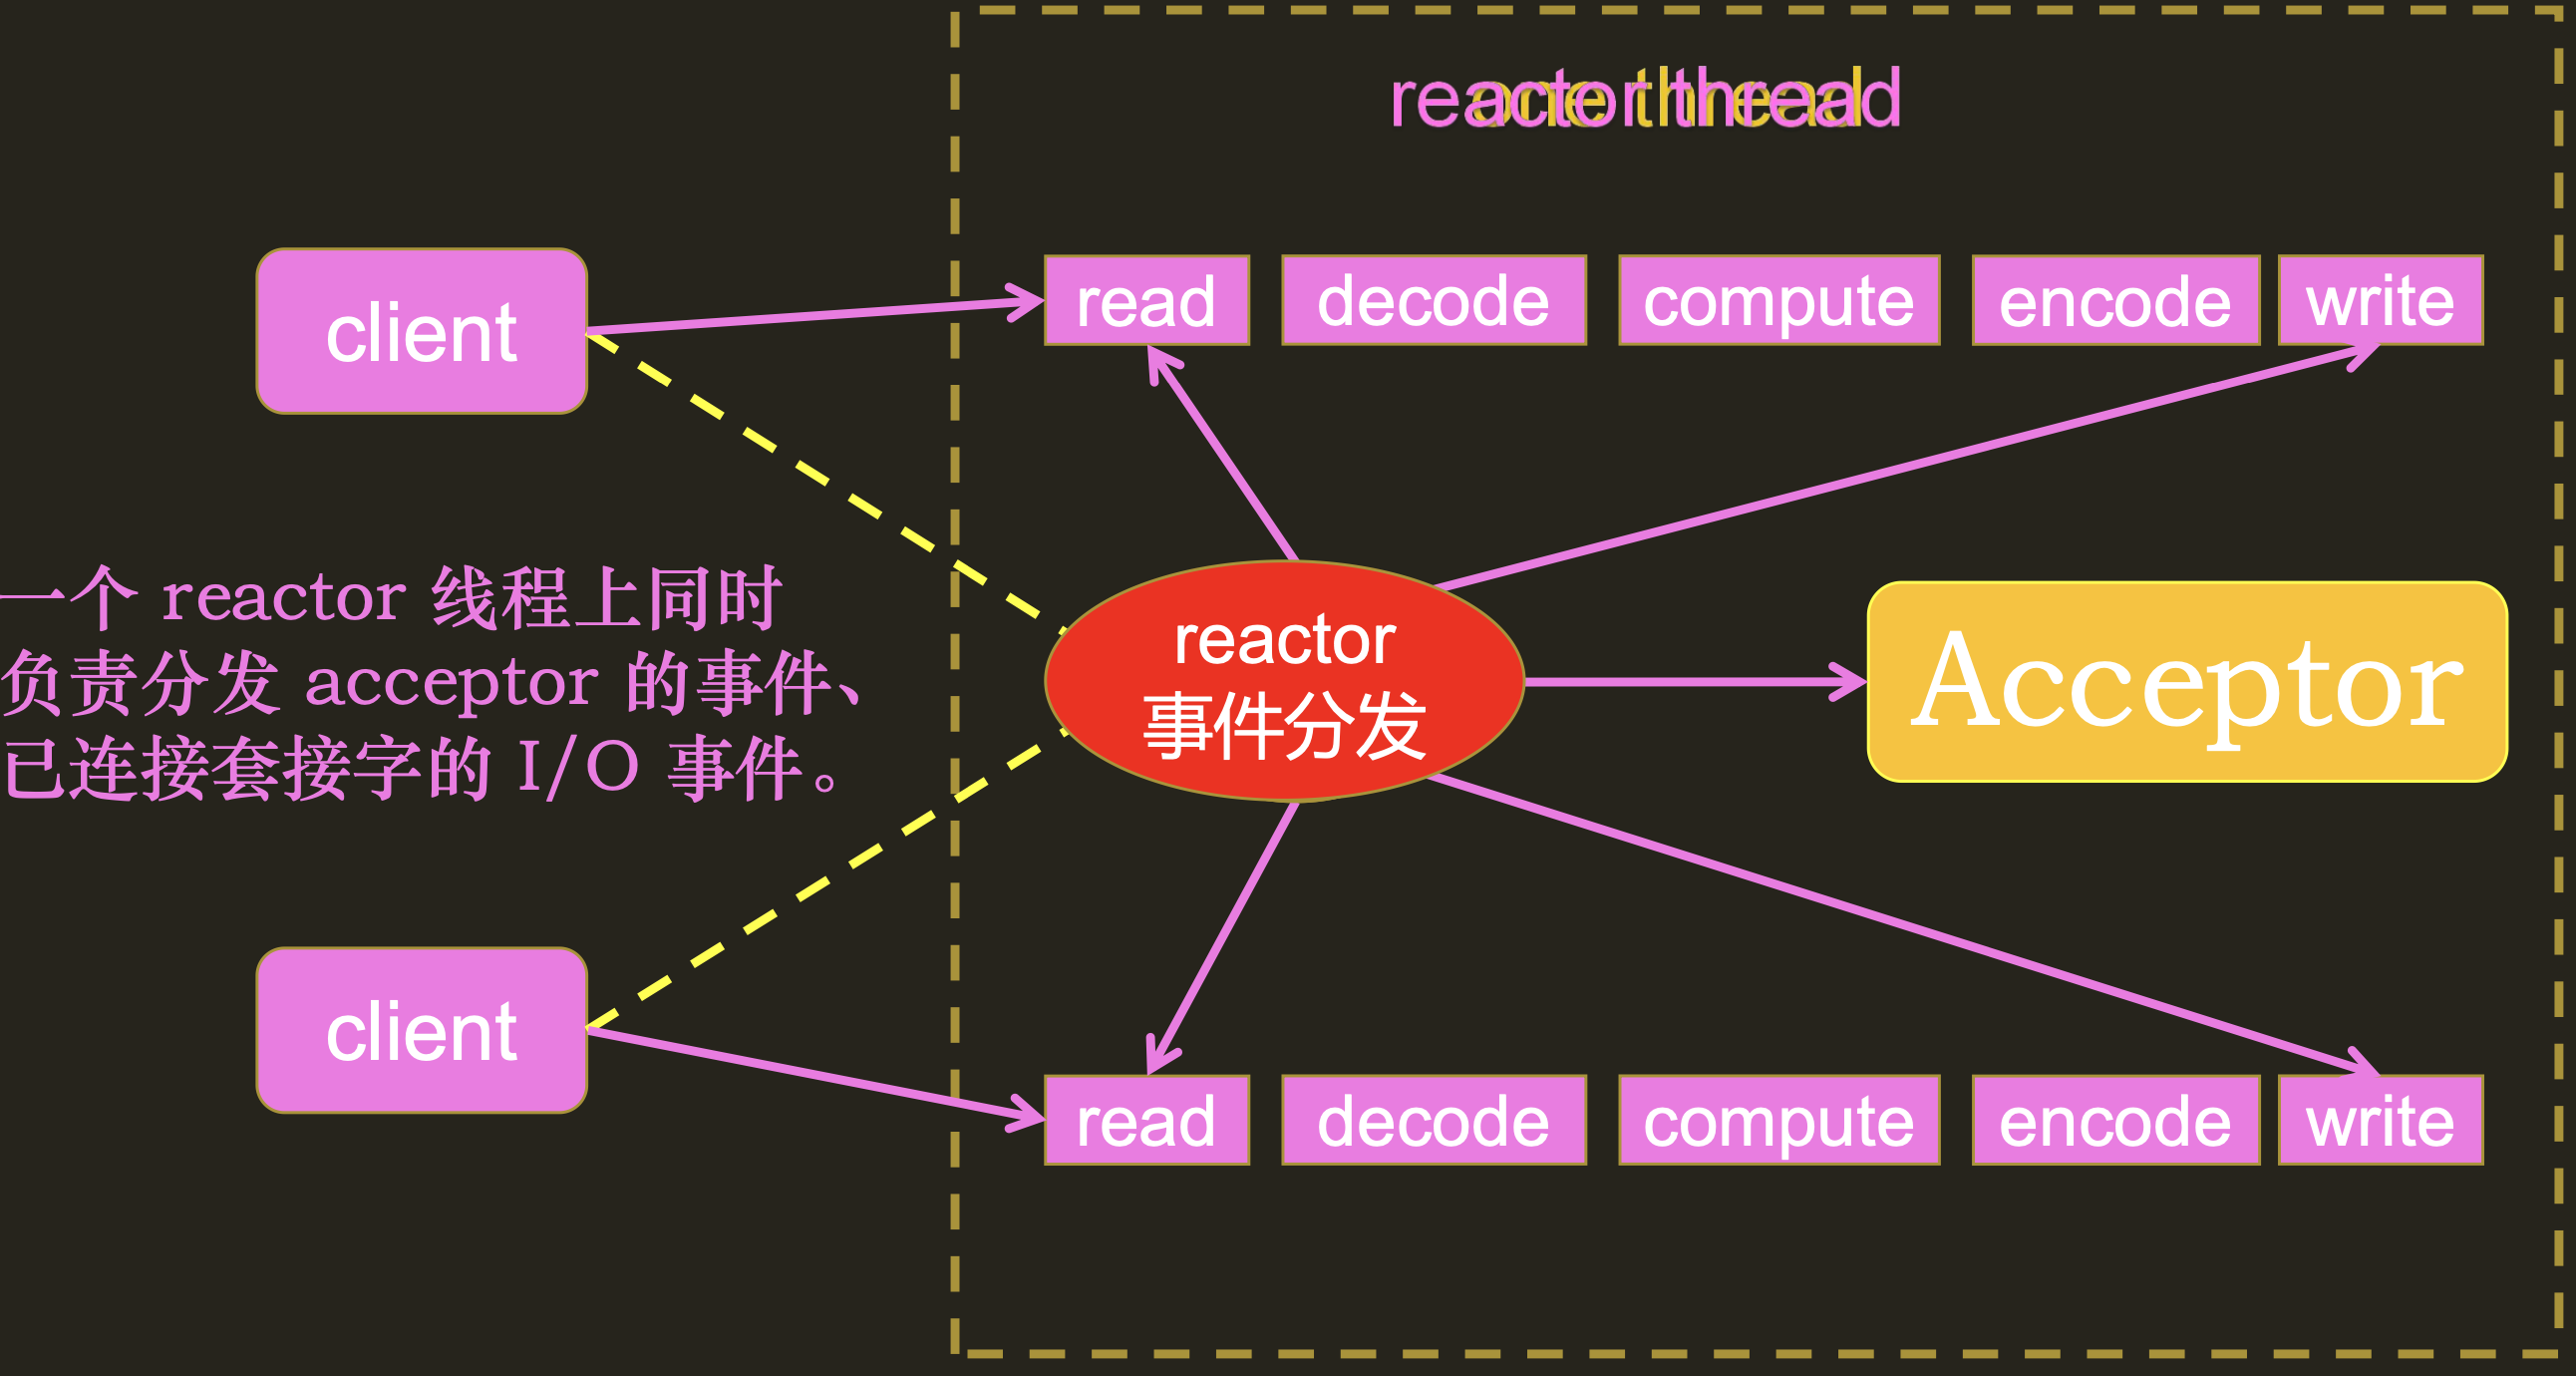 reactor thread
one thread
client
read
decode
compute
encode
write
一个 reactor 线程上同时
负责分发 acceptor 的事件、
已连接套接字的 I/O 事件。
reactor
事件分发
Acceptor
client
read
decode
compute
encode
write